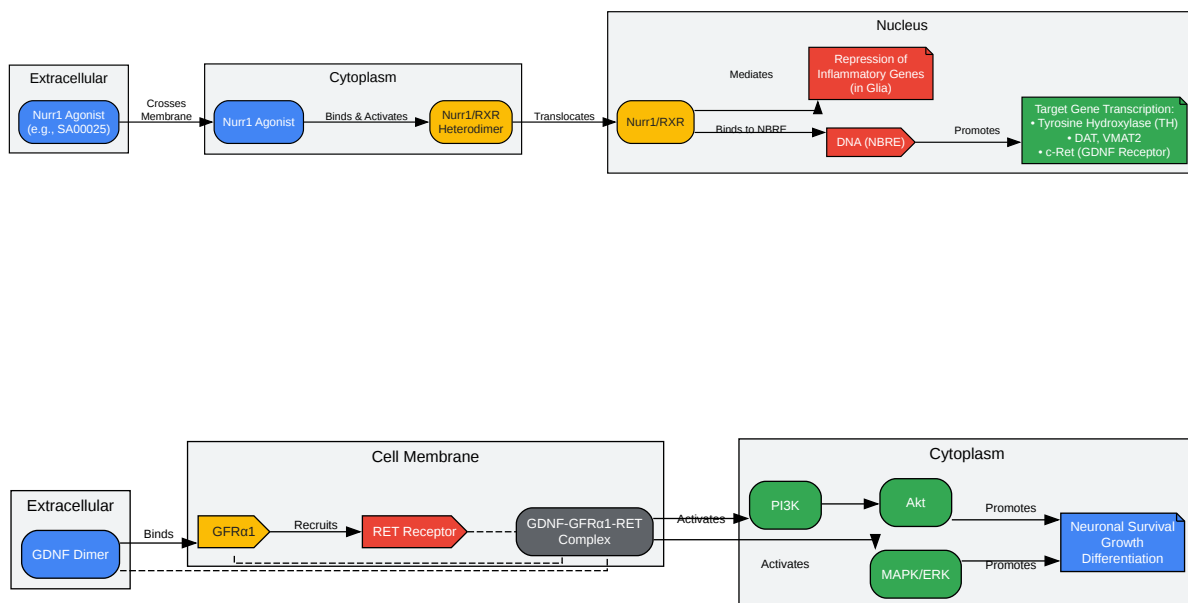 Nucleus
Extracellular
Nurr1 Agonist
(e.g., SA00025)
Crosses
Membrane
Cytoplasm
Nurr1 Agonist
Binds & Activates
Nurr1/RXR
Heterodimer
Translocates
Nurr1/RXR
Mediates
Repression of
Inflammatory Genes
(in Glia)
Binds to NBRE
DNA (NBRE)
Promotes
Target Gene Transcription:
• Tyrosine Hydroxylase (TH)
• DAT, VMAT2
• c-Ret (GDNF Receptor)
Extracellular
GDNF Dimer
Binds
Cell Membrane
GFRα1
Recruits
RET Receptor
GDNF-GFRα1-RET
Complex
Activates
Activates
Cytoplasm
PI3K
Akt
MAPK/ERK
Promotes
Promotes
Neuronal Survival
Growth
Differentiation